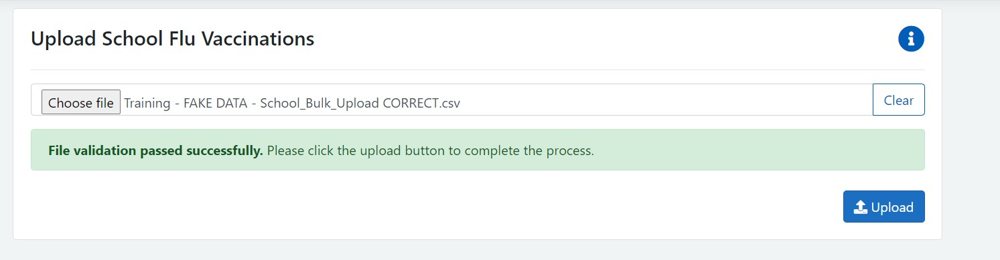 Upload School Flu Vaccinations
Choose file Training - FAKE DATA - School_Bulk_Upload CORRECT.csv Clear
File validation passed successfully. Please click the upload button to complete the process.
Upload